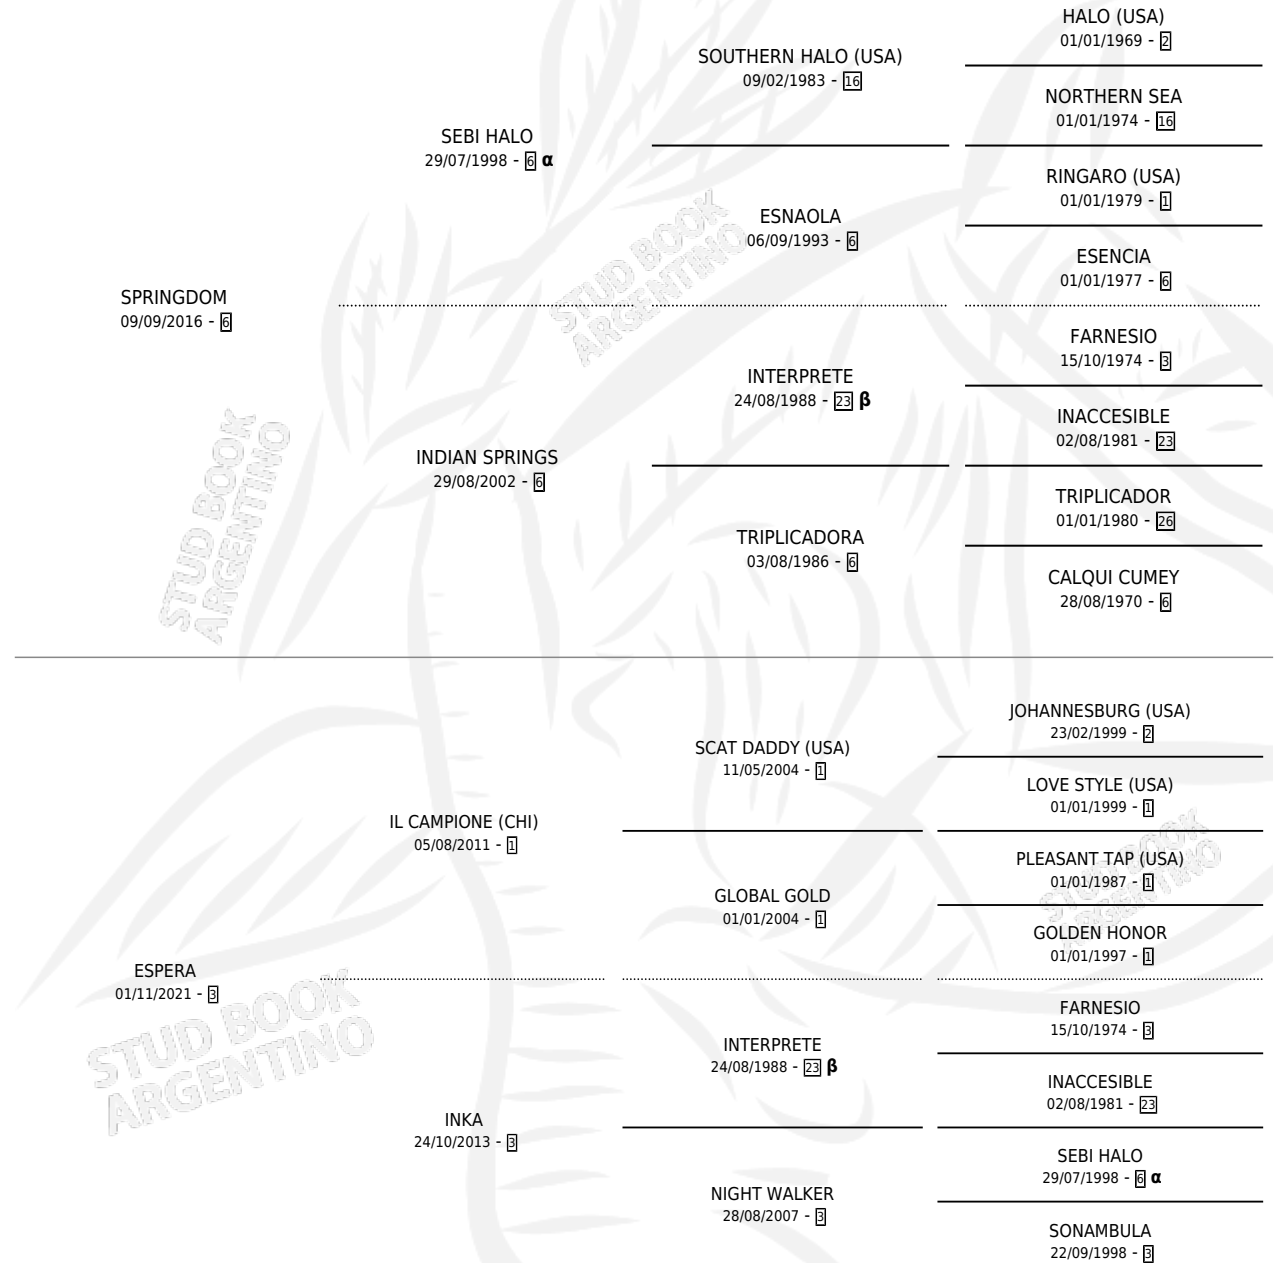 HALO (USA)
01/01/1969 - 2
SOUTHERN HALO (USA)
09/02/1983 - 16
NORTHERN SEA
01/01/1974 - 16
SEBI HALO
29/07/1998 - 6 α
RINGARO (USA)
01/01/1979 - 1
ESNAOLA
06/09/1993 - 6
ESENCIA
01/01/1977 - 6
SPRINGDOM
09/09/2016 - 6
FARNESIO
15/10/1974 - 3
INTERPRETE
24/08/1988 - 23 β
INACCESIBLE
02/08/1981 - 23
INDIAN SPRINGS
29/08/2002 - 6
TRIPLICADOR
01/01/1980 - 26
TRIPLICADORA
03/08/1986 - 6
CALQUI CUMEY
28/08/1970 - 6
JOHANNESBURG (USA)
23/02/1999 - 2
SCAT DADDY (USA)
11/05/2004 - 1
LOVE STYLE (USA)
01/01/1999 - 1
IL CAMPIONE (CHI)
05/08/2011 - 1
PLEASANT TAP (USA)
01/01/1987 - 1
GLOBAL GOLD
01/01/2004 - 1
GOLDEN HONOR
01/01/1997 - 1
ESPERA
01/11/2021 - 3
FARNESIO
15/10/1974 - 3
INTERPRETE
24/08/1988 - 23 β
INACCESIBLE
02/08/1981 - 23
INKA
24/10/2013 - 3
SEBI HALO
29/07/1998 - 6 α
NIGHT WALKER
28/08/2007 - 3
SONAMBULA
22/09/1998 - 3
STUD BOOK
ARGENTINO
STUD BOOK
ARGENTINO
STUD BOOK
ARGENTINO
STUD BOOK
ARGENTINO